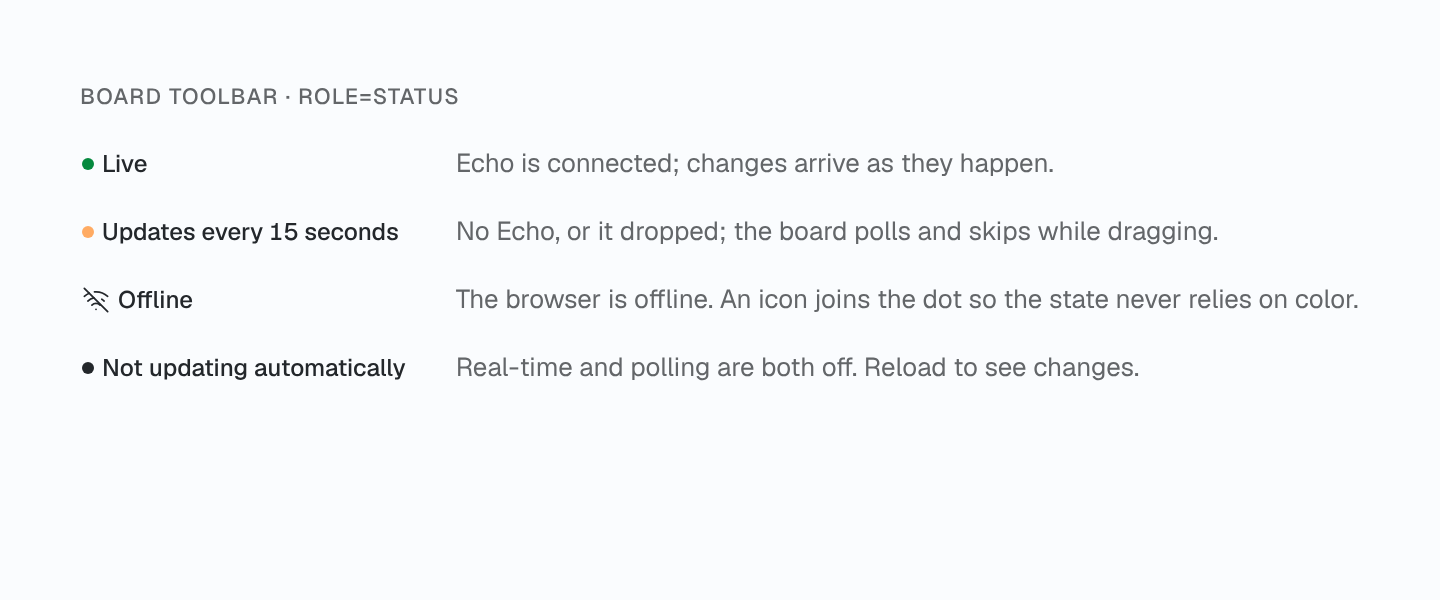 BOARD TOOLBAR · ROLE=STATUS
Live Echo is connected; changes arrive as they happen.
Updates every 15 seconds No Echo, or it dropped; the board polls and skips while dragging.
Offline The browser is offline. An icon joins the dot so the state never relies on color.
Not updating automatically Real-time and polling are both off. Reload to see changes.